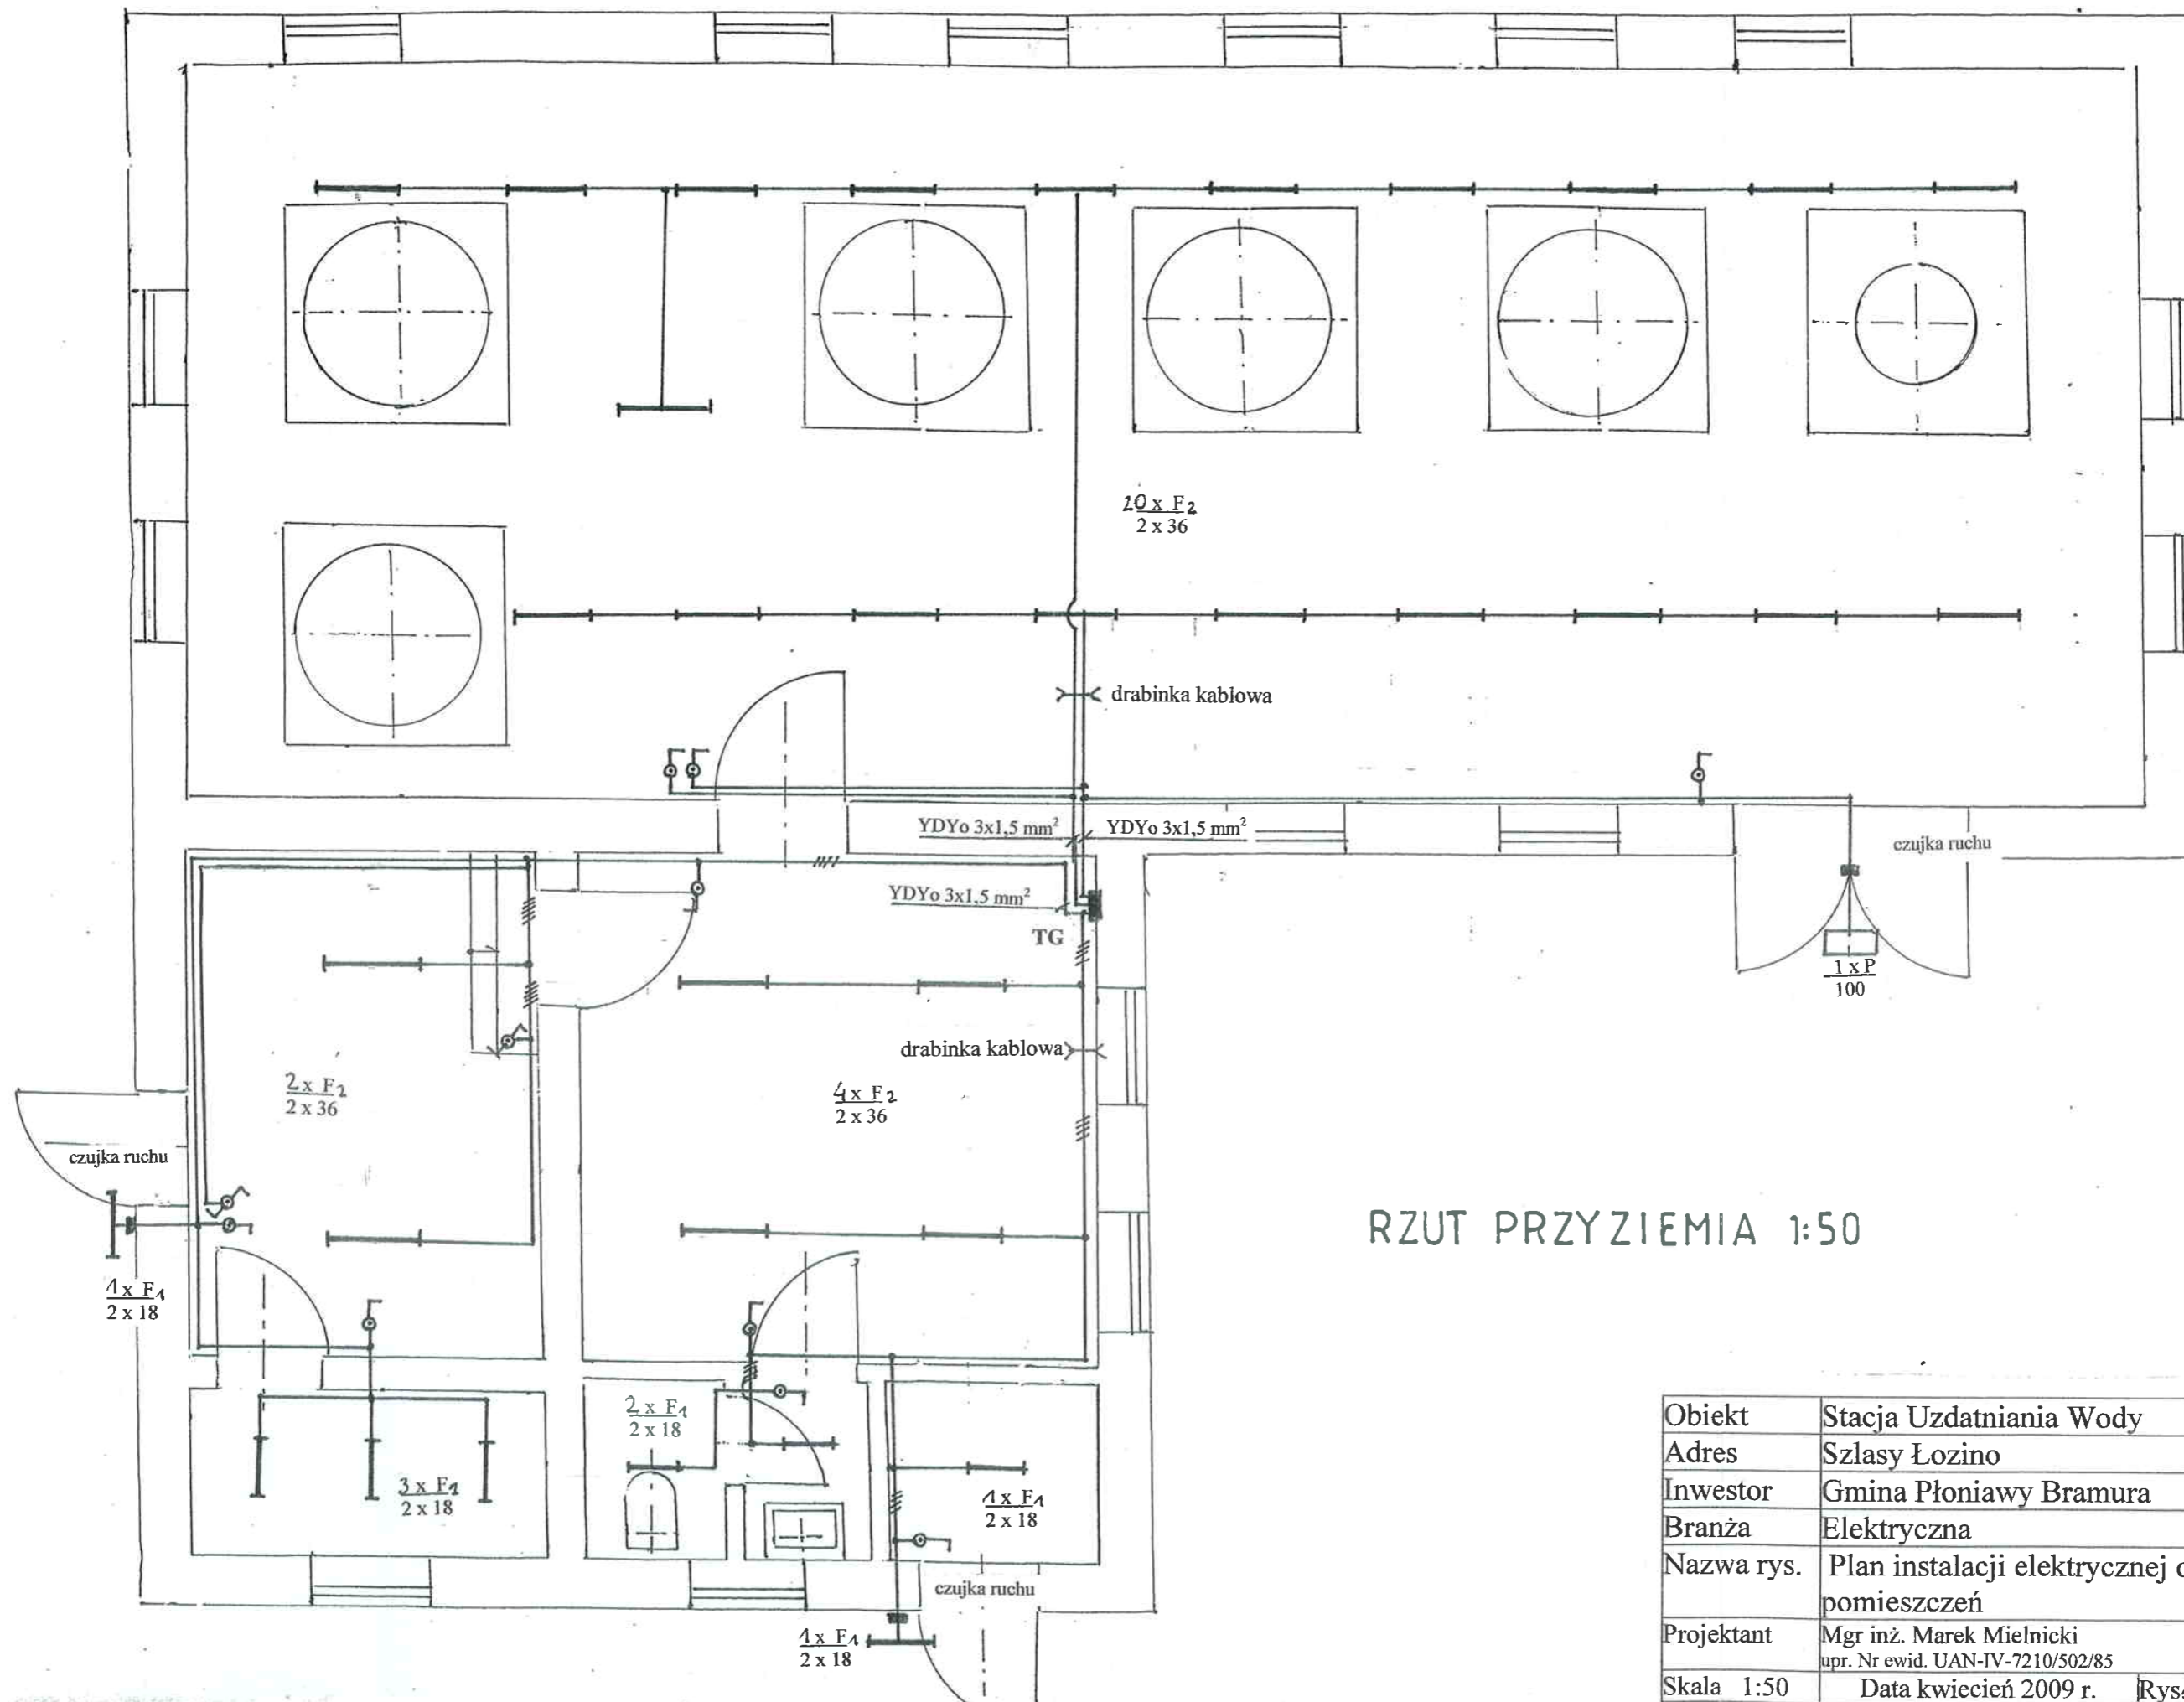 20 x F2
2 x 36
drabinka kablowa
YDYo 3x1,5 mm²
YDYo 3x1,5 mm²
czujka ruchu
YDYo 3x1,5 mm²
TG
1 x P
100
drabinka kablowa
2 x F2
2 x 36
4 x F2
2 x 36
czujka ruchu
1 x F1
2 x 18
RZUT PRZYZIEMIA 1:50
2 x F1
2 x 18
3 x F1
2 x 18
1 x F1
2 x 18
czujka ruchu
1 x F1
2 x 18
Obiekt Stacja Uzdatniania Wody
Adres Szlasy Łozino
Inwestor Gmina Płoniawy Bramura
Branża Elektryczna
Nazwa rys. Plan instalacji elektrycznej
pomieszczeń
Projektant Mgr inż. Marek Mielnicki
upr. Nr ewid. UAN-IV-7210/502/85
Skala 1:50 Data kwiecień 2009 r. Rys